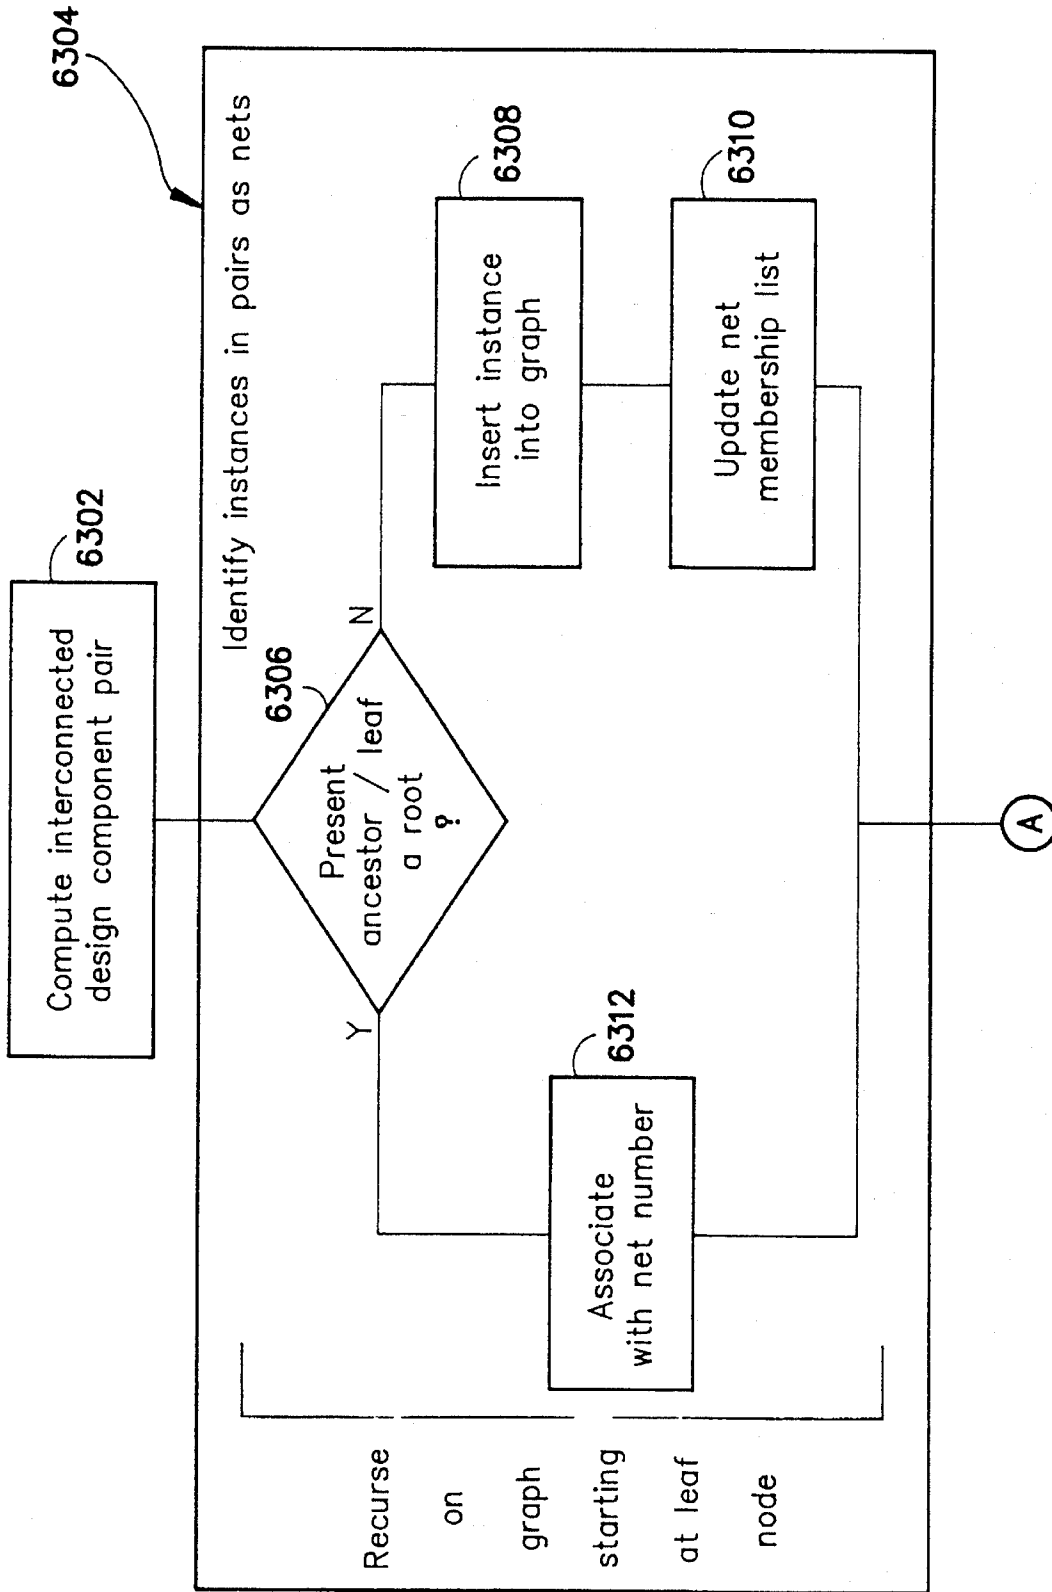 6304
Compute interconnected
design component pair
6302
Identify instances in pairs as nets
6306
Present
ancestor / leaf
a root
?
Y
N
Insert instance
into graph
6308
Update net
membership list
6310
Associate
with net number
6312
Recurse
on
graph
starting
at leaf
node
A